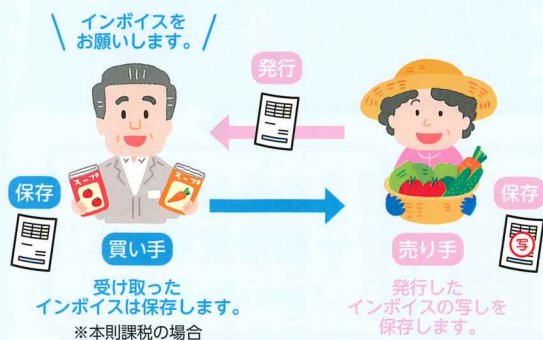 インボイスを
お願いします。
発行
保存
スープ
スープ
買い手
受け取った
インボイスは保存します。
※本則課税の場合
保存
写
売り手
発行した
インボイスの写しを
保存します。